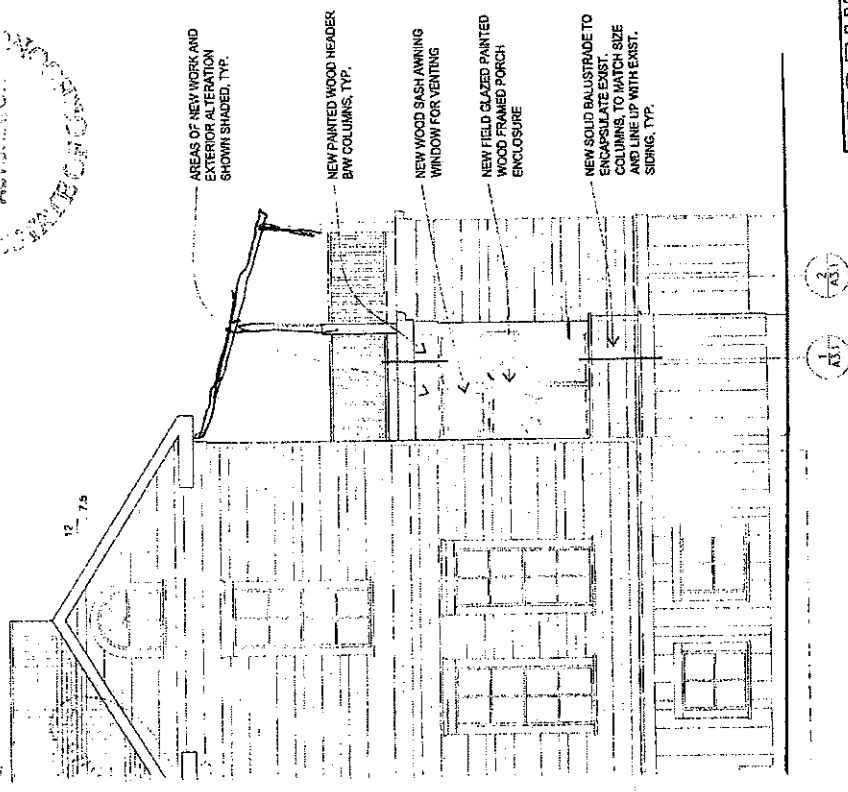 AREAS OF NEW WORK AND
EXTERIOR ALTERATION
SHOWN SHADED, TYP.
NEW PAINTED WOOD HEADER
B/W COLUMNS, TYP.
NEW WOOD SASH AWNING
WINDOW FOR VENTING
NEW FIELD GLAZED PAINTED
WOOD FRAMED PORCH
ENCLOSURE
NEW SOLID BALUSTRADE TO
ENCAPSULATE EXIST.
COLUMNS, TO MATCH SIZE
AND LINE UP WITH EXIST.
SIDING, TYP.
12
7.5
1
A3.1
2
A3.1